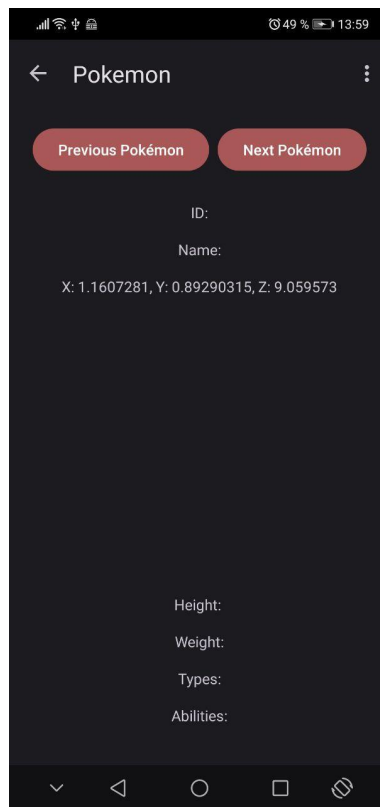 49 % 13:59
Pokemon
Previous Pokémon Next Pokémon
ID:
Name:
X: 1.1607281, Y: 0.89290315, Z: 9.059573
Height:
Weight:
Types:
Abilities: